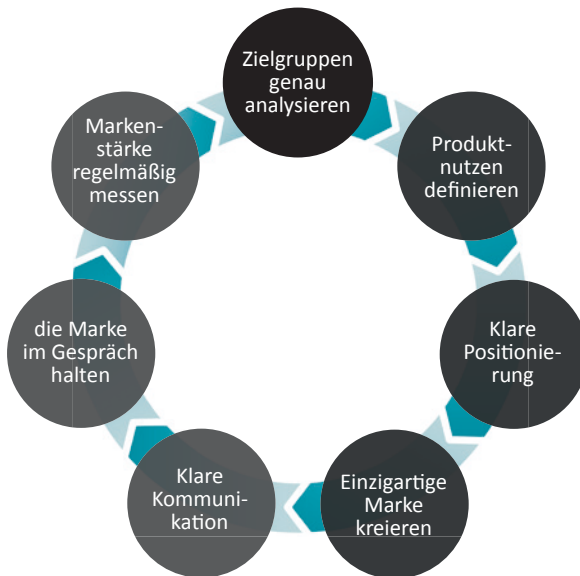 Zielgruppen
genau
analysieren
Produkt-
nutzen
definieren
Klare
Positionie-
rung
Einzigartige
Marke
kreieren
Klare
Kommuni-
kation
die Marke
im Gespräch
halten
Marken-
stärke
regelmäßig
messen